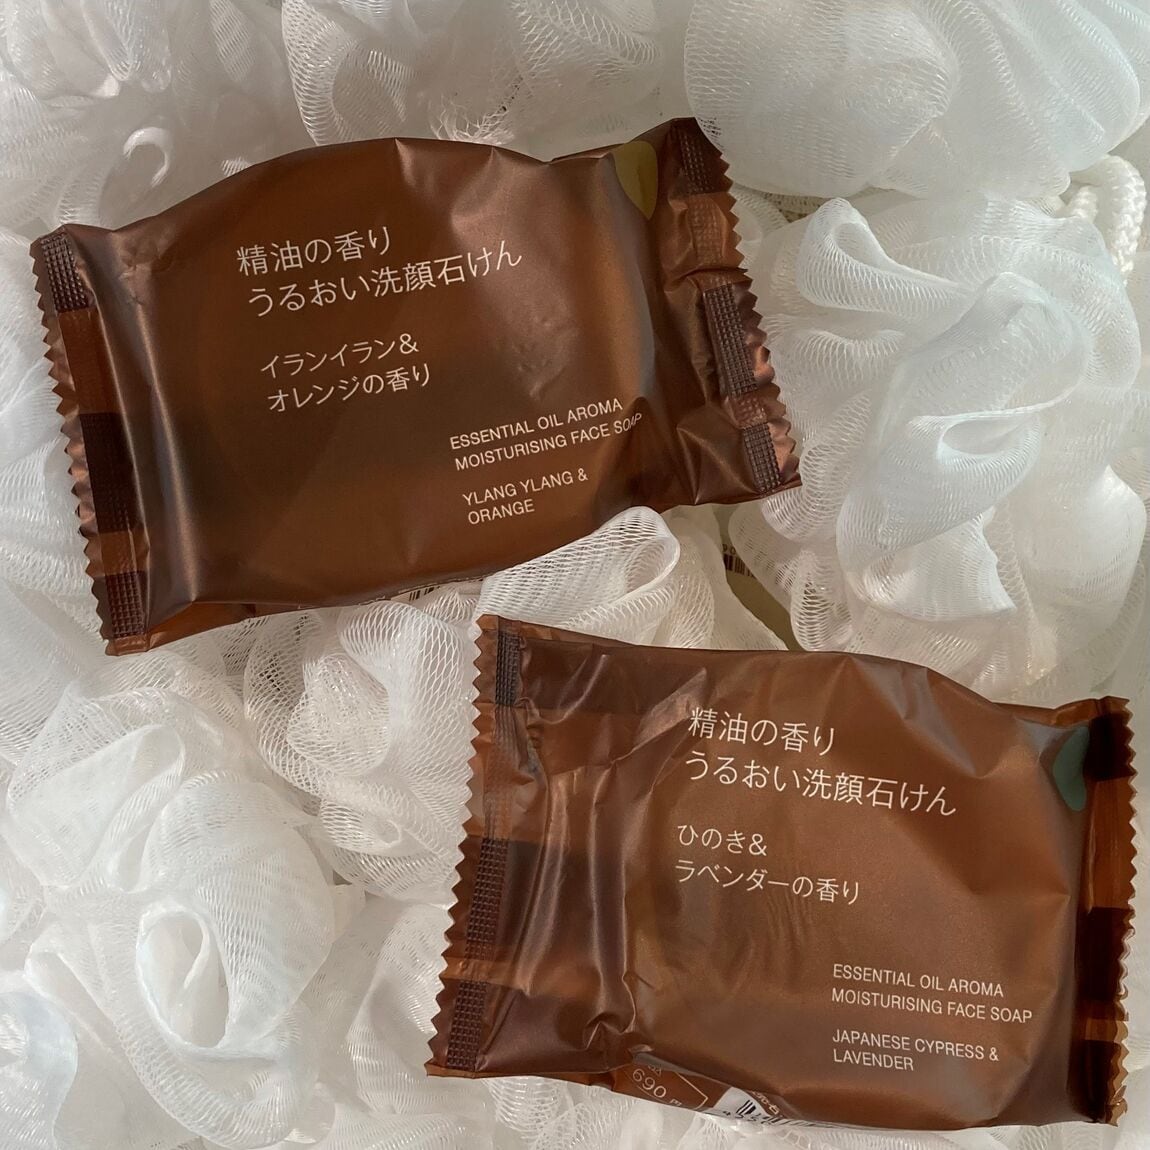 精油の香り
うるおい洗顔石けん
イランイラン&
オレンジの香り
ESSENTIAL OIL AROMA
MOISTURISING FACE SOAP
YLANG YLANG &
ORANGE
精油の香り
うるおい洗顔石けん
ひのき&
ラベンダーの香り
ESSENTIAL OIL AROMA
MOISTURISING FACE SOAP
JAPANESE CYPRESS &
LAVENDER
690